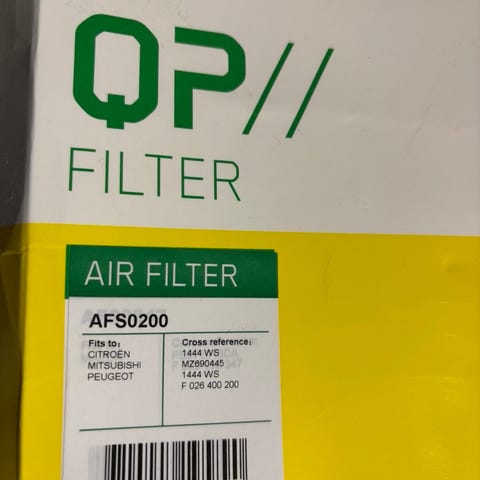 QP//
FILTER
AIR FILTER
AFS0200
Fits to:
CITROËN
MITSUBISHI
PEUGEOT
Cross reference:
1444 WS
MZ690445
1444 WS
F 026 400 200